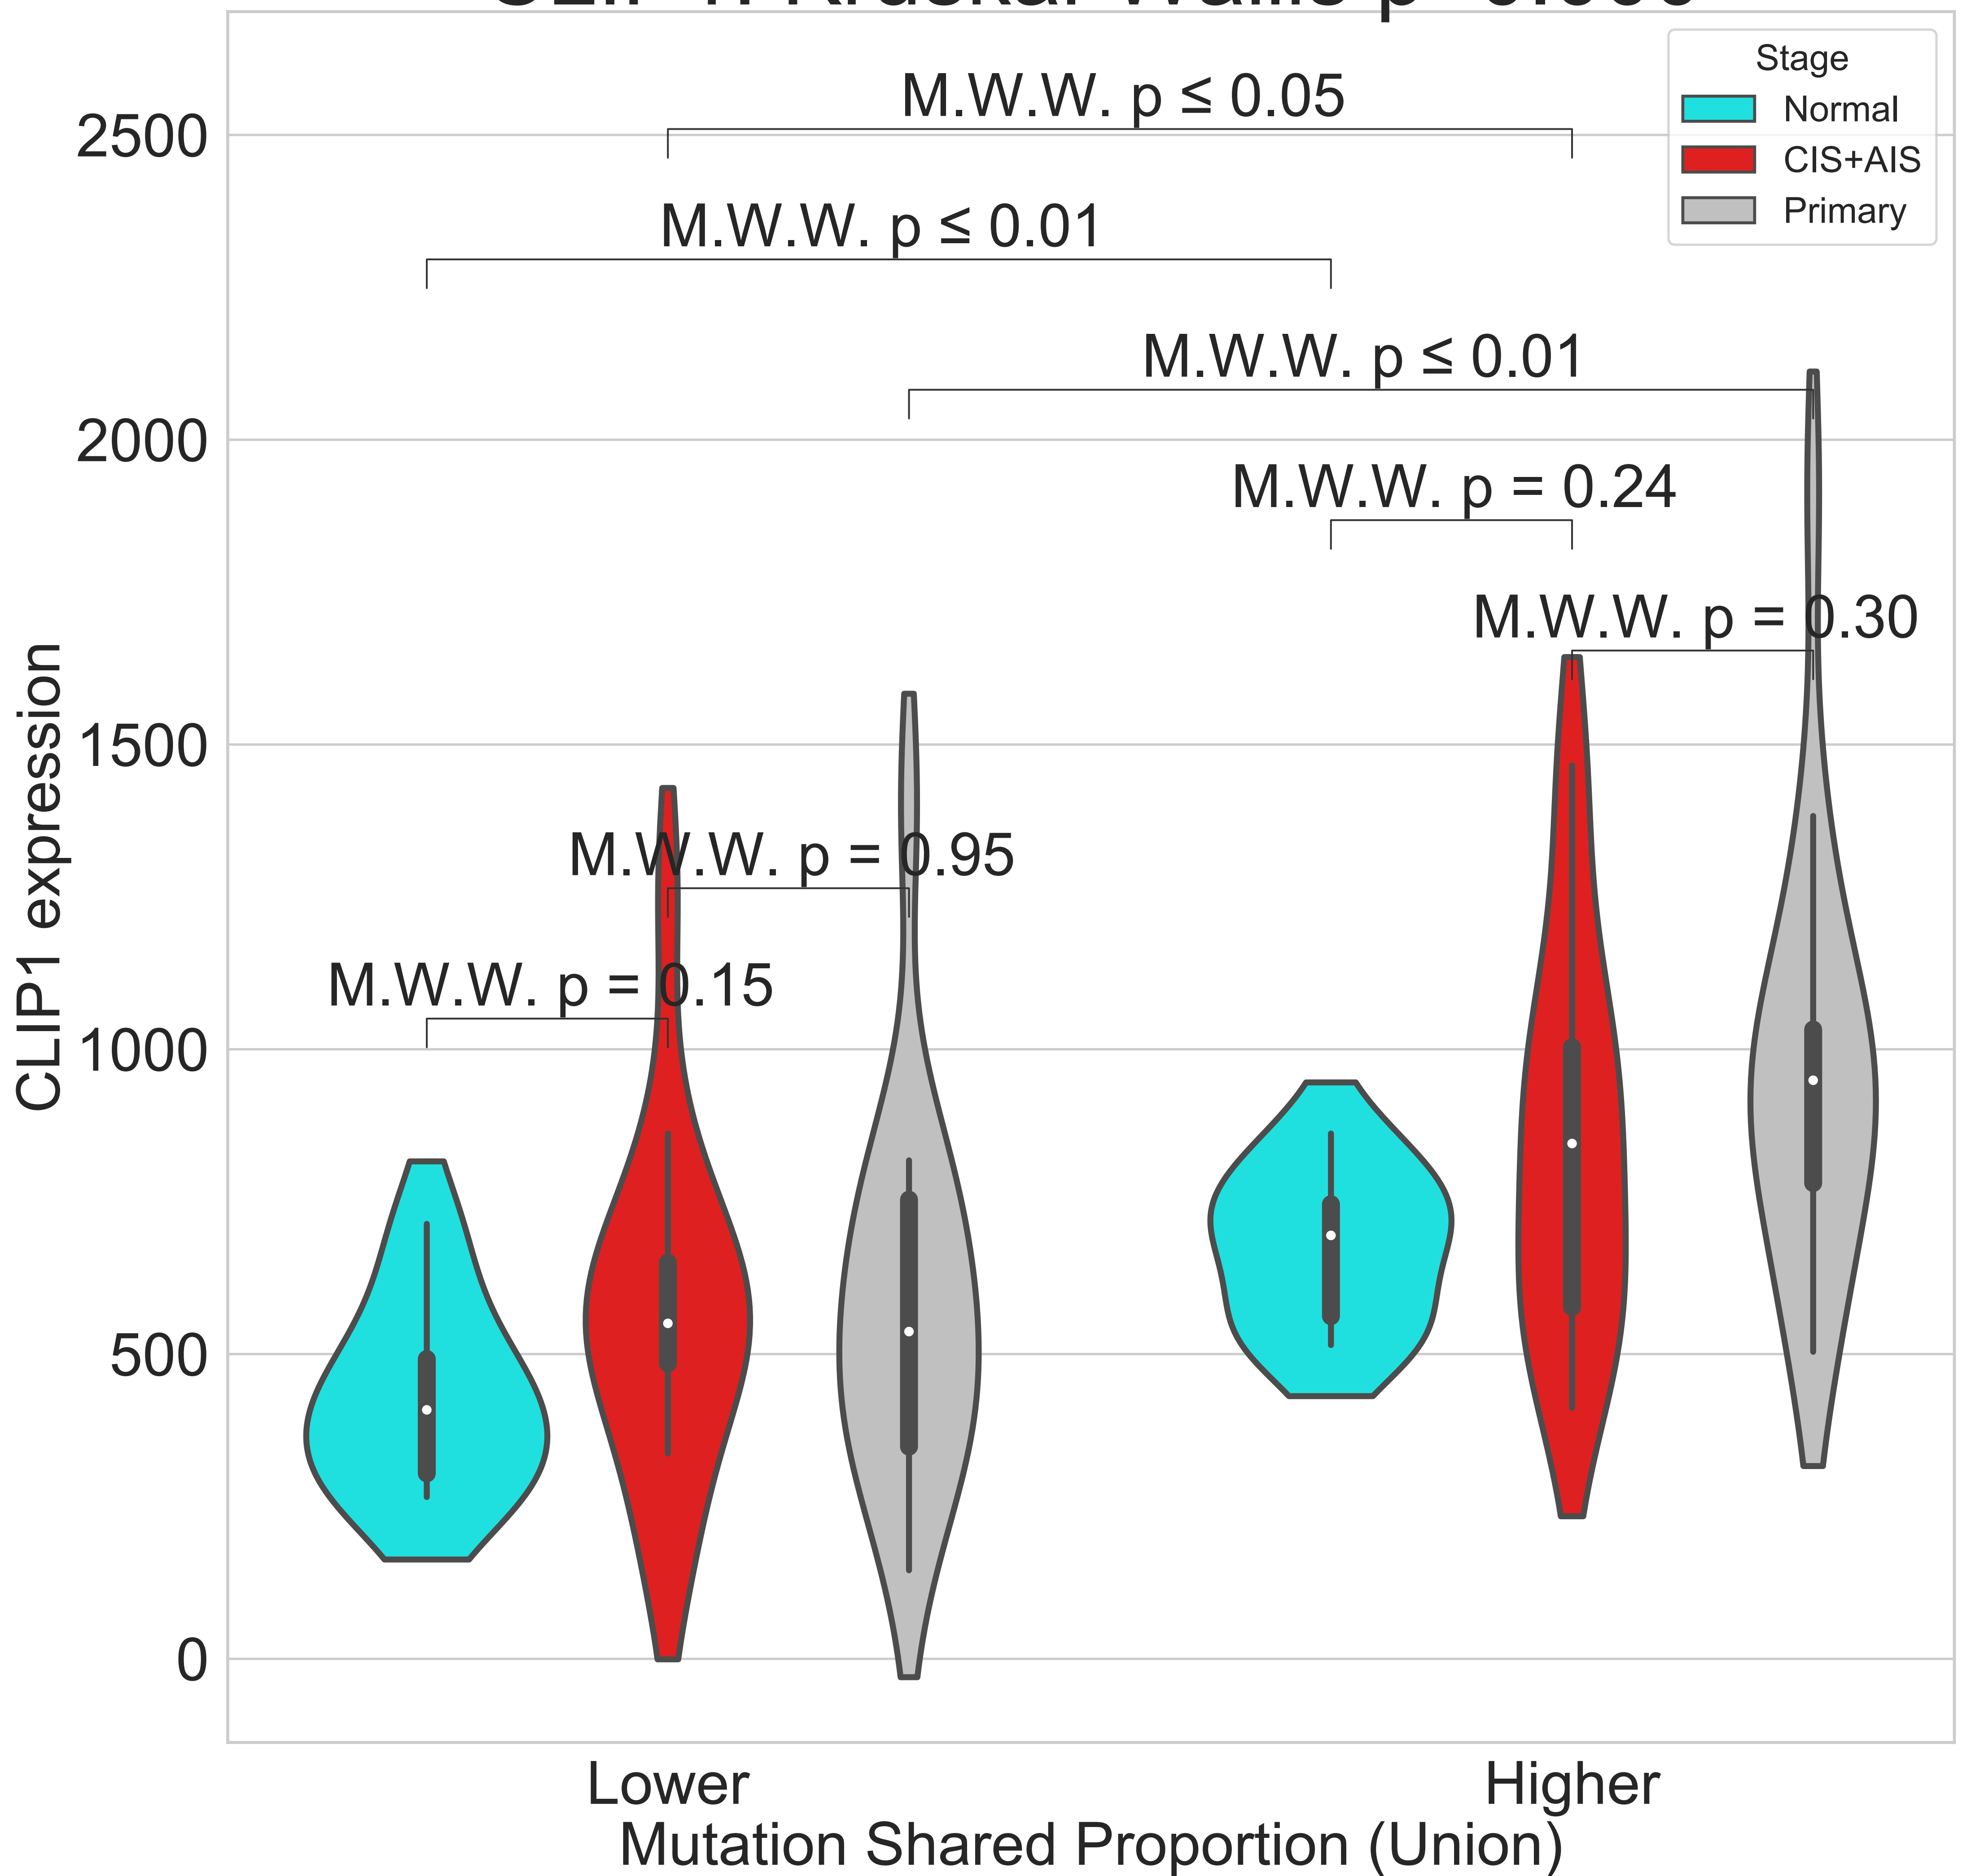 Stage
Normal
CIS+AIS
Primary
M.W.W. p ≤ 0.05
M.W.W. p ≤ 0.01
M.W.W. p ≤ 0.01
M.W.W. p = 0.24
M.W.W. p = 0.30
M.W.W. p = 0.95
M.W.W. p = 0.15
2500
2000
1500
1000
500
0
CLIP1 expression
Lower
Higher
Mutation Shared Proportion (Union)